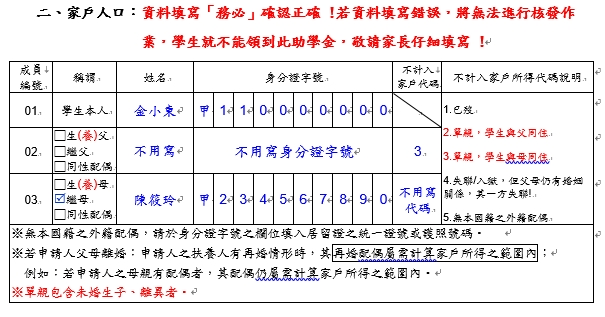 二、家戶人口：資料填寫「務必」確認正確！若資料填寫錯誤，將無法進行核發作
業，學生就不能領到此助學金，敬請家長仔細填寫！
成員編號 稱謂 姓名 身分證字號 不計入家戶代碼 不計入家戶所得代碼說明
01 學生本人 金小東 甲 1 1 0 0 0 0 0 0 0
1.已歿
2.單親，學生與父同住
3.單親，學生與母同住
4.失聯/入獄，但父母仍有婚姻
關係，其一方失聯!
5.無本國籍之外籍配偶
02 □生(養)父
□繼父
□同性配偶
不用寫 不用寫身分證字號 3
03 □生(養)母
☑繼母
□同性配偶
陳筱玲 甲 2 2 3 4 5 6 7 8 9 0 不用寫代碼
※無本國籍之外籍配偶，請於身分證字號之欄位填入居留證之統一證號或護照號碼。
※若申請人父母離婚：申請人之扶養人有再婚情形時，其再婚配偶屬需計算家戶所得之範圍內；
例如：若申請人之母親有配偶者，其配偶仍屬需計算家戶所得之範圍內。
※單親包含未婚生子、離異者。